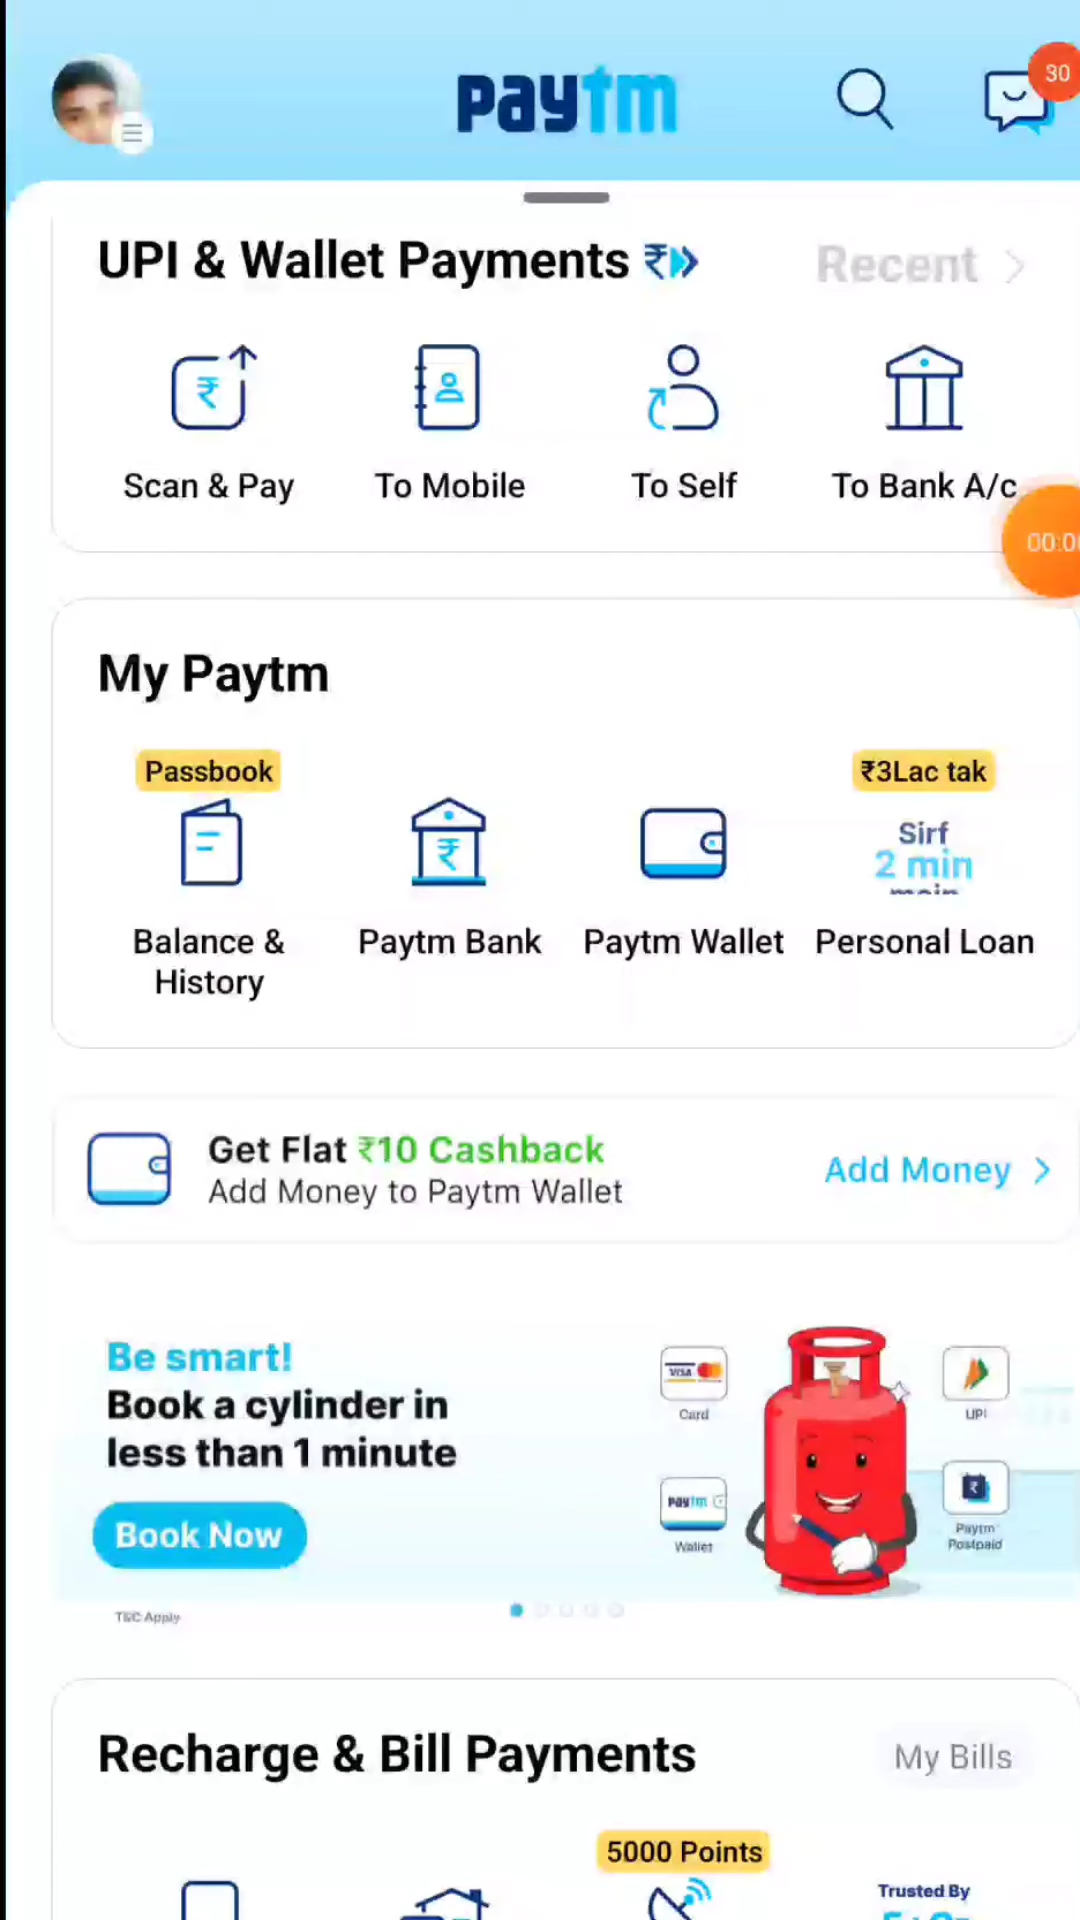 paytm
30
UPI & Wallet Payments
Recent
Scan & Pay
To Mobile
To Self
To Bank A/c
My Paytm
Passbook
₹3Lac tak
Sirf
2 min
Balance &
History
Paytm Bank
Paytm Wallet
Personal Loan
Get Flat ₹10 Cashback
Add Money to Paytm Wallet
Add Money
Be smart!
Book a cylinder in
less than 1 minute
Book Now
T&C Apply
VISA
Card
UPI
paytm
Wallet
Paytm
Postpaid
Recharge & Bill Payments
My Bills
5000 Points
Trusted By